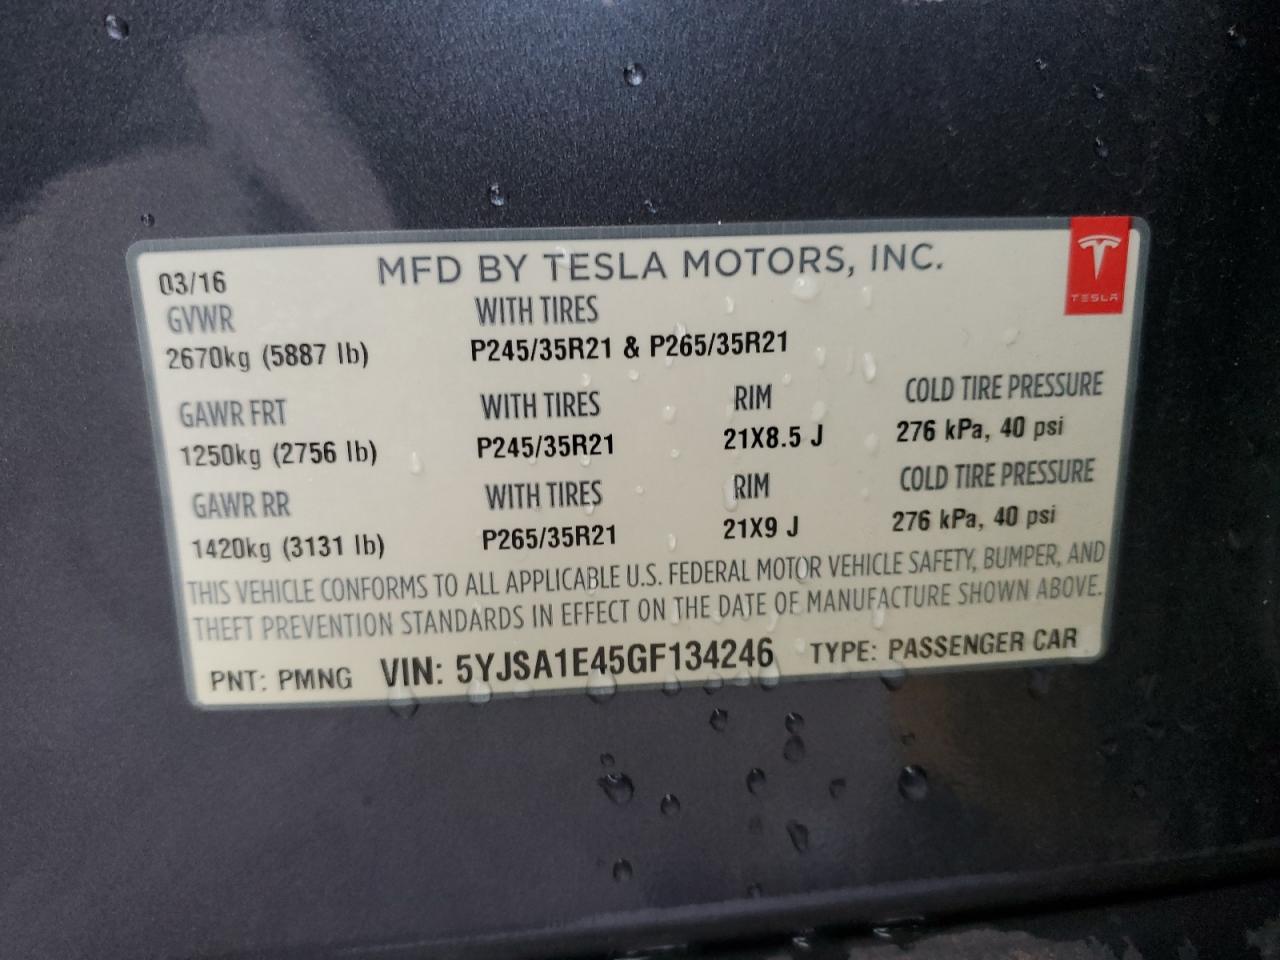 03/16 MFD BY TESLA MOTORS, INC.
TESLA
GVWR WITH TIRES
2670kg (5887 lb) P245/35R21 & P265/35R21
GAWR FRT WITH TIRES RIM COLD TIRE PRESSURE
1250kg (2756 lb) P245/35R21 21X8.5 J 276 kPa, 40 psi
GAWR RR WITH TIRES RIM COLD TIRE PRESSURE
1420kg (3131 lb) P265/35R21 21X9 J 276 kPa, 40 psi
THIS VEHICLE CONFORMS TO ALL APPLICABLE U.S. FEDERAL MOTOR VEHICLE SAFETY, BUMPER, AND
THEFT PREVENTION STANDARDS IN EFFECT ON THE DATE OF MANUFACTURE SHOWN ABOVE.
PNT: PMNG VIN: 5YJSA1E45GF134246 TYPE: PASSENGER CAR